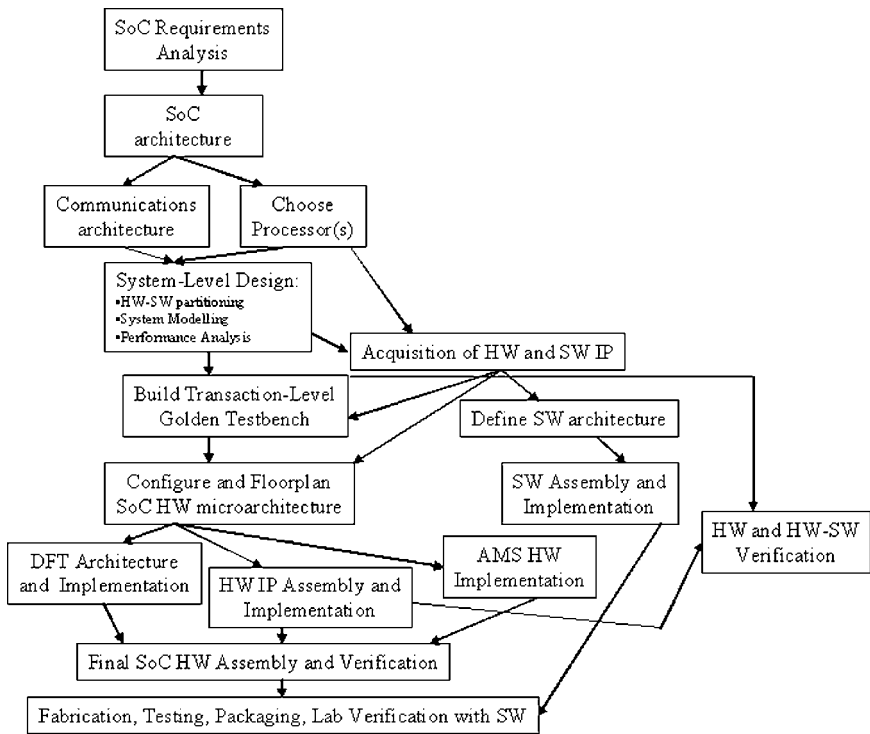 SoC Requirements
Analysis
SoC
architecture
Communications
architecture
Choose
Processor(s)
System-Level Design:
•HW-SW partitioning
•System Modelling
•Performance Analysis
Acquisition of HW and SW IP
Build Transaction-Level
Golden Testbench
Define SW architecture
Configure and Floorplan
SoC HW microarchitecture
SW Assembly and
Implementation
HW and HW-SW
Verification
DFT Architecture
and Implementation
HW IP Assembly and
Implementation
AMS HW
Implementation
Final SoC HW Assembly and Verification
Fabrication, Testing, Packaging, Lab Verification with SW